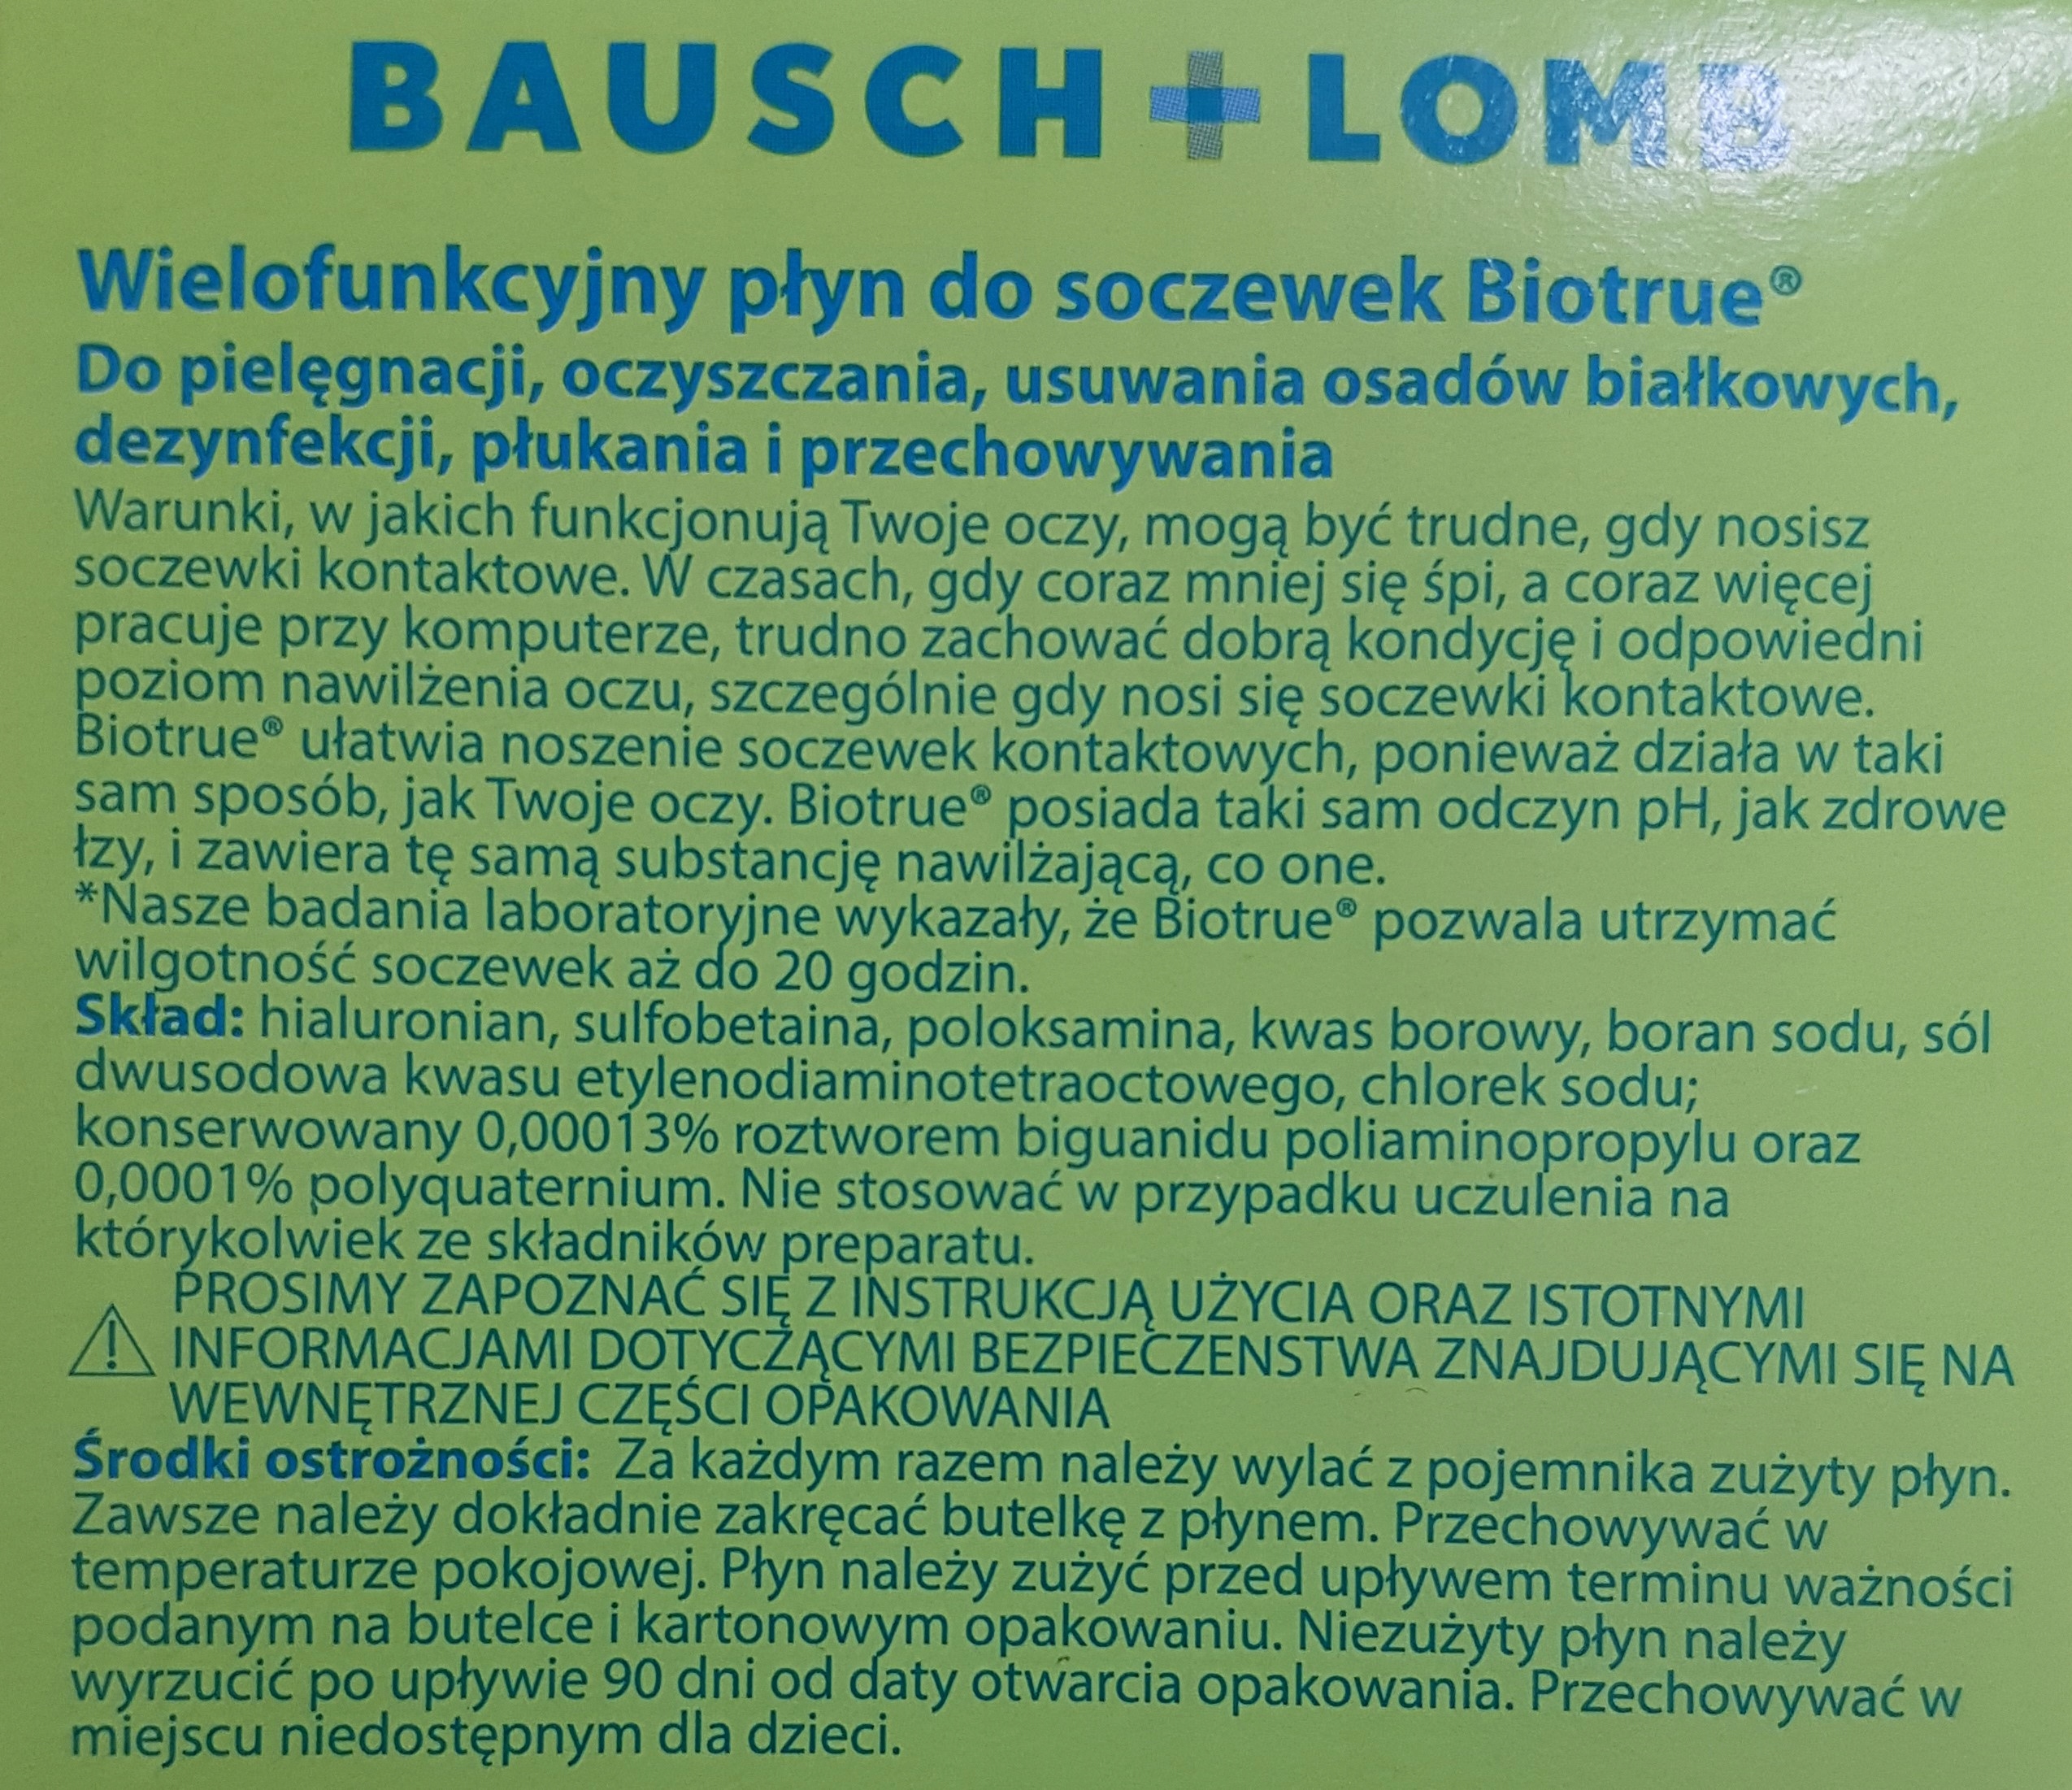 BAUSCH + LOMB
Wielofunkcyjny płyn do soczewek Biotrue®
Do pielęgnacji, oczyszczania, usuwania osadów białkowych,
dezynfekcji, płukania i przechowywania
Warunki, w jakich funkcjonują Twoje oczy, mogą być trudne, gdy nosisz
soczewki kontaktowe. W czasach, gdy coraz mniej się śpi, a coraz więcej
pracuje przy komputerze, trudno zachować dobrą kondycję i odpowiedni
poziom nawilżenia oczu, szczególnie gdy nosi się soczewki kontaktowe.
Biotrue® ułatwia noszenie soczewek kontaktowych, ponieważ działa w taki
sam sposób, jak Twoje oczy. Biotrue® posiada taki sam odczyn pH, jak zdrowe
łzy, i zawiera tę samą substancję nawilżającą, co one.
*Nasze badania laboratoryjne wykazały, że Biotrue® pozwala utrzymać
wilgotność soczewek aż do 20 godzin.
Skład: hialuronian, sulfobetaina, poloksamina, kwas borowy, boran sodu, sól
dwusodowa kwasu etylenodiaminotetraoctowego, chlorek sodu;
konserwowany 0,00013% roztworem biguanidu poliaminopropylu oraz
0,0001% polyquaternium. Nie stosować w przypadku uczulenia na
którykolwiek ze składników preparatu.
PROSIMY ZAPOZNAĆ SIĘ Z INSTRUKCJĄ UŻYCIA ORAZ ISTOTNYMI
INFORMACJAMI DOTYCZĄCYMI BEZPIECZENSTWA ZNAJDUJĄCYMI SIĘ NA
WEWNĘTRZNEJ CZĘŚCI OPAKOWANIA
Środki ostrożności: Za każdym razem należy wylać z pojemnika zużyty płyn.
Zawsze należy dokładnie zakręcać butelkę z płynem. Przechowywać w
temperaturze pokojowej. Płyn należy zużyć przed upływem terminu ważności
podanym na butelce i kartonowym opakowaniu. Niezużyty płyn należy
wyrzucić po upływie 90 dni od daty otwarcia opakowania. Przechowywać w
miejscu niedostępnym dla dzieci.